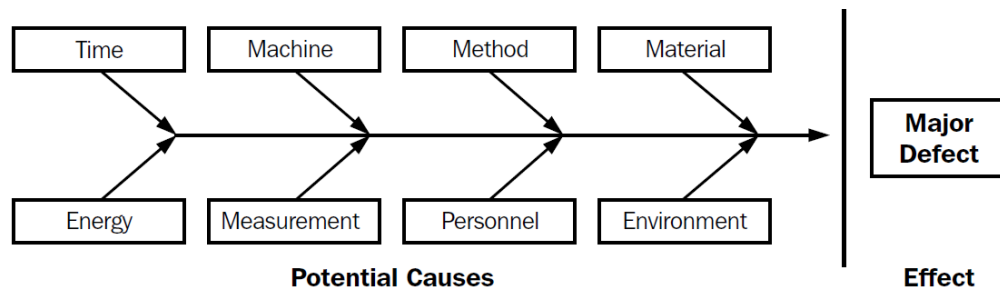 Time
Machine
Method
Material
Major
Defect
Energy
Measurement
Personnel
Environment
Potential Causes
Effect